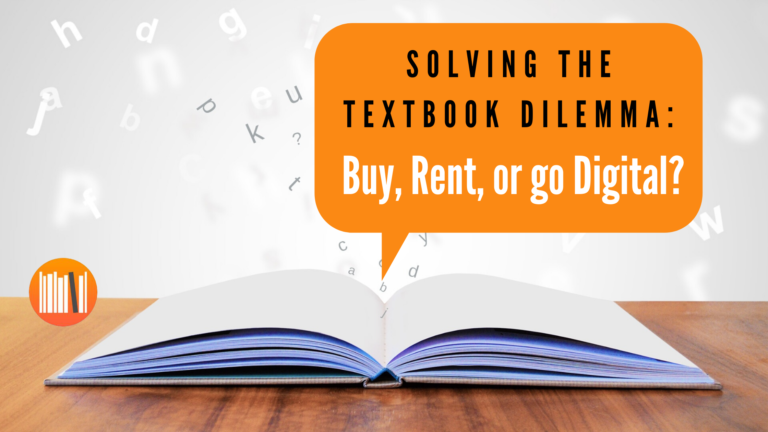 SOLVING THE
TEXTBOOK DILEMMA:
Buy, Rent, or go Digital?